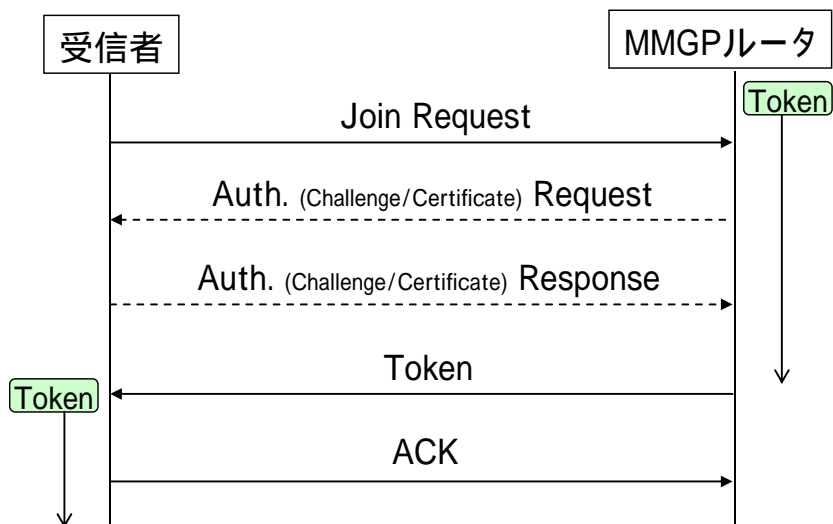 受信者
MMGPルータ
Token
Join Request
Auth. (Challenge/Certificate) Request
Auth. (Challenge/Certificate) Response
Token
Token
ACK